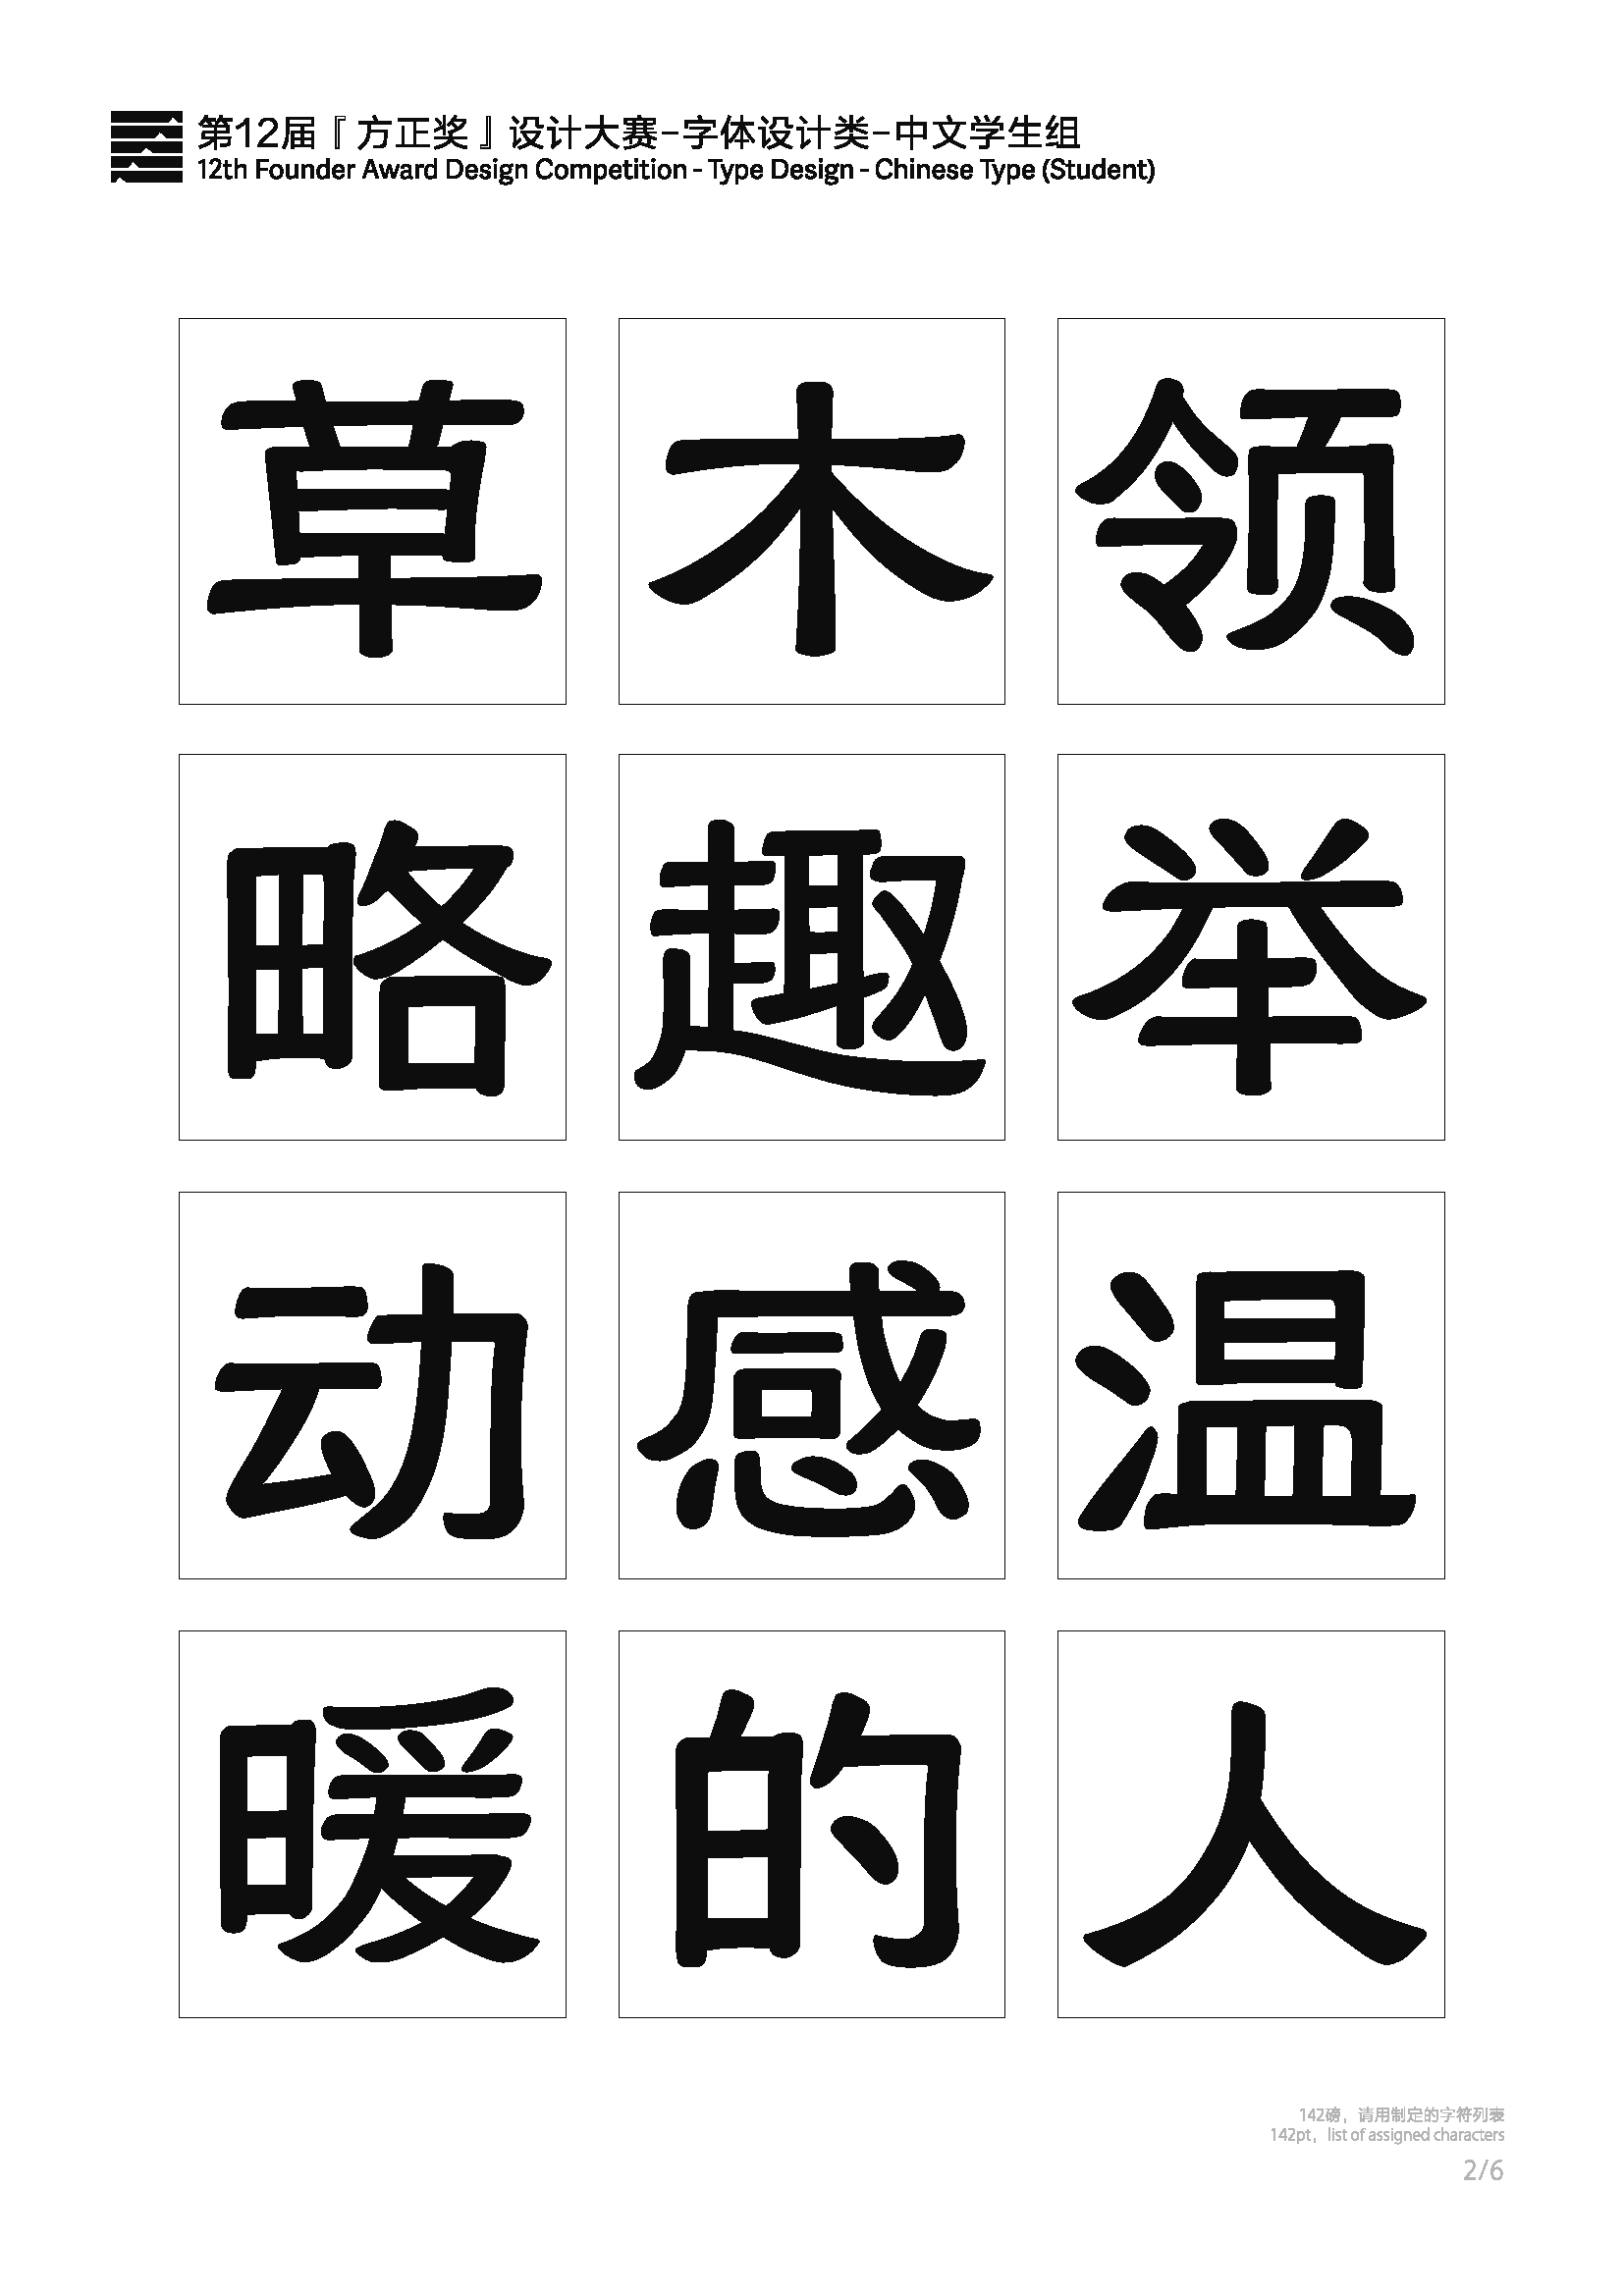 第12届『方正奖』设计大赛-字体设计类-中文学生组
12th Founder Award Design Competition - Type Design - Chinese Type (Student)
草木领
略趣举
动感温
暖的人
142磅，请用制定的字符列表
142pt，list of assigned characters
2/6